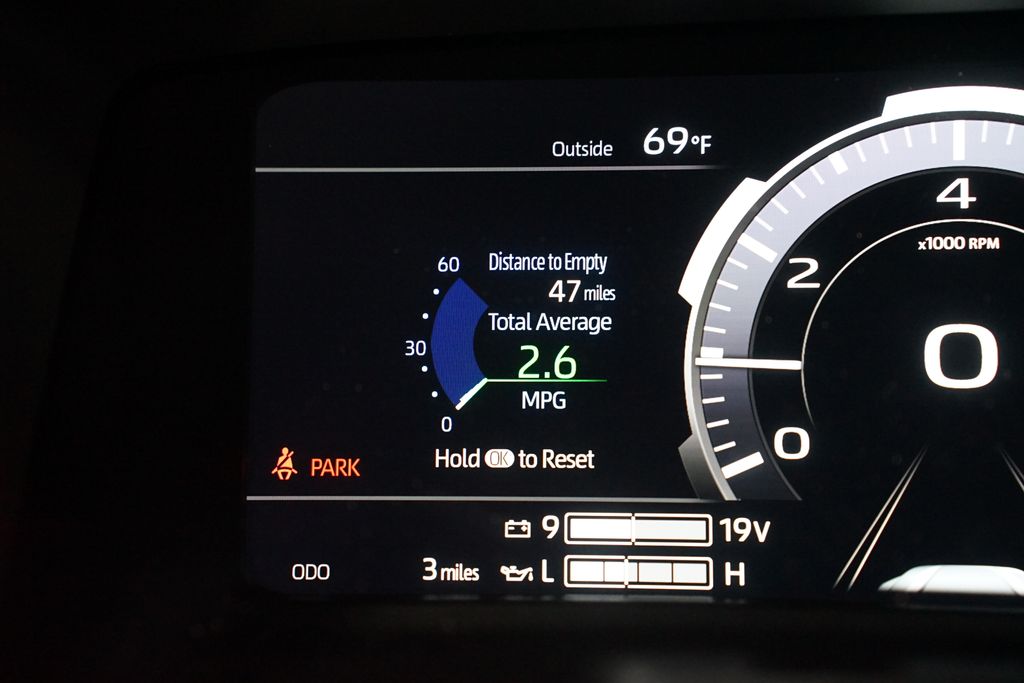 Outside 69°F
4
x1000 RPM
2
0
0
60
30
0
Distance to Empty
47 miles
Total Average
2.6
MPG
Hold OK to Reset
PARK
9 19V
ODO 3 miles L H